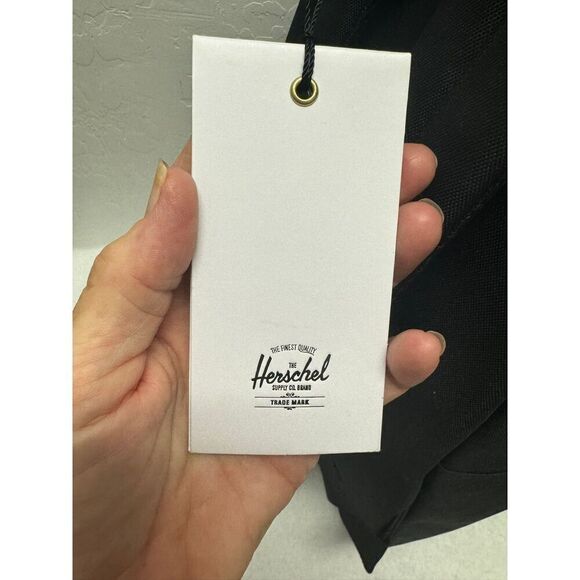 THE FINEST QUALITY
THE
Herschel
SUPPLY CO. BRAND
TRADE MARK